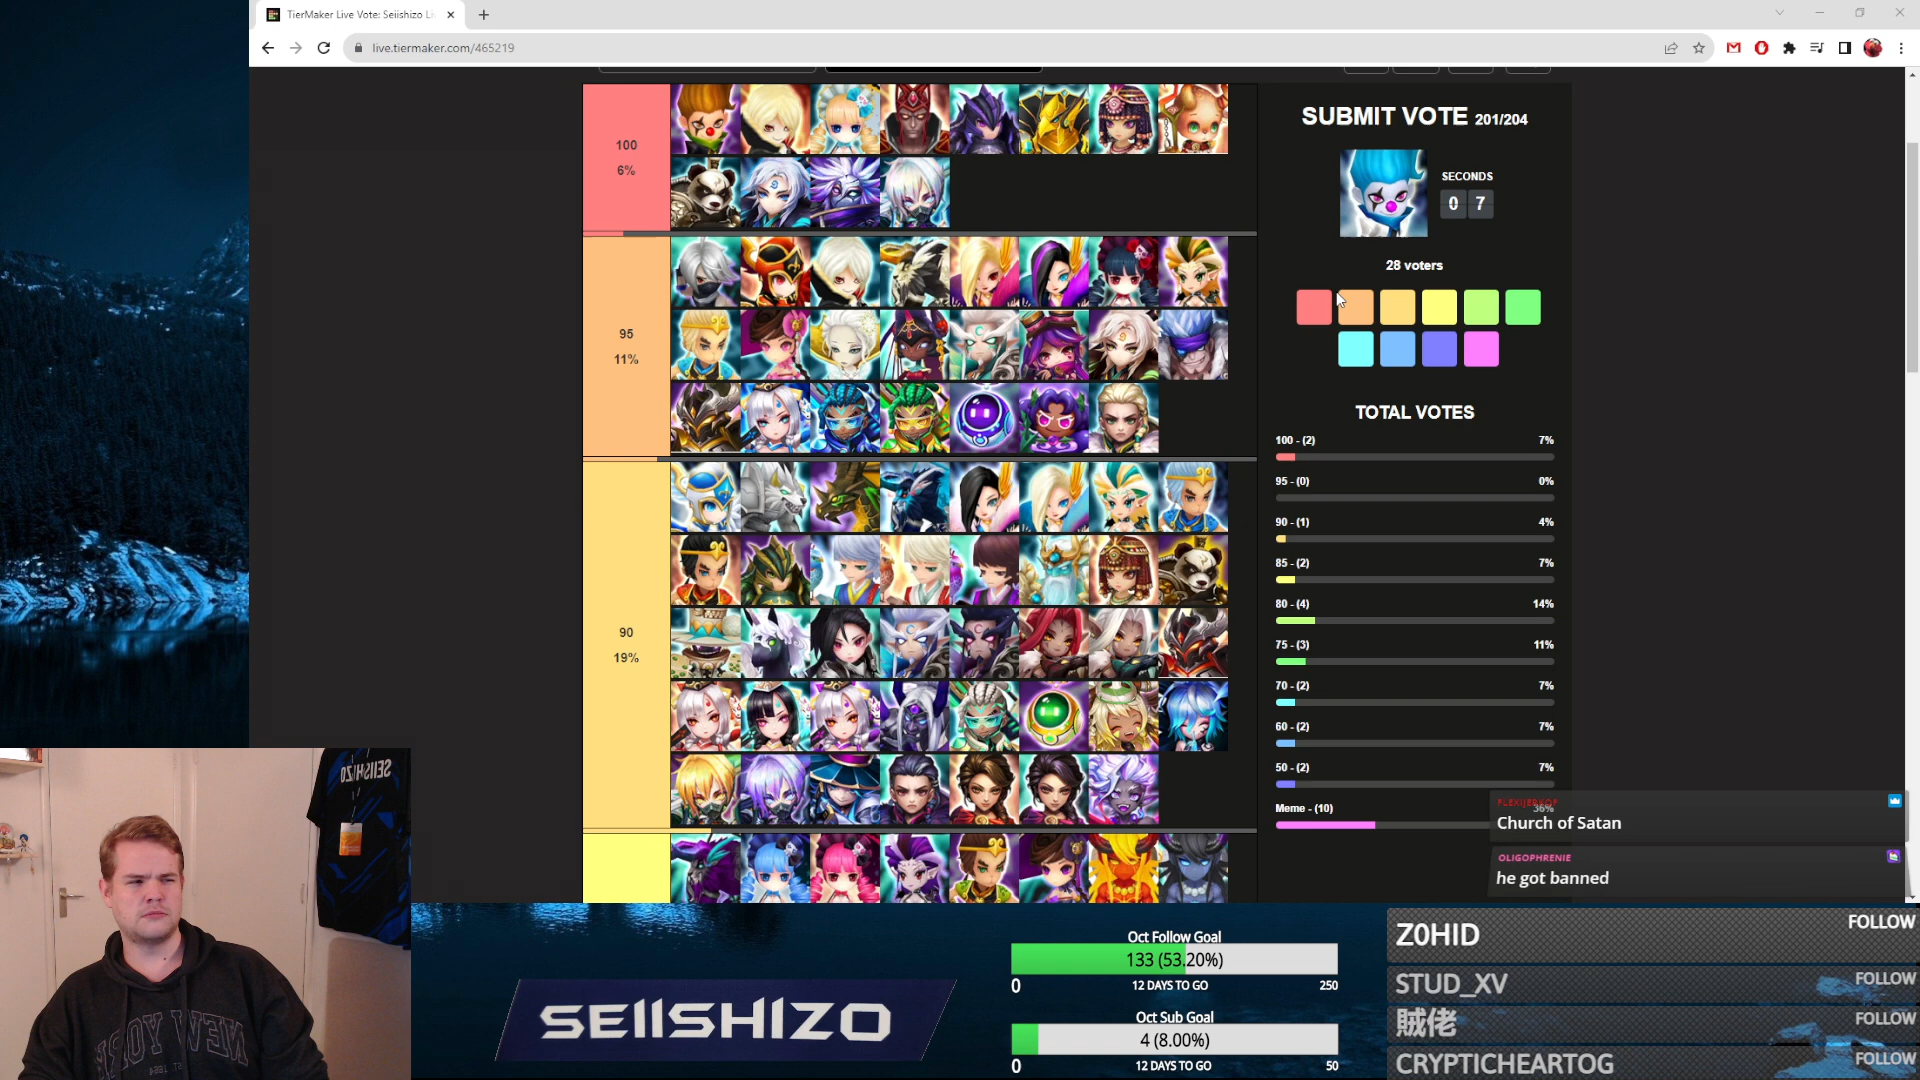 TierMaker Live Vote: Seiishizo Li
live.tiermaker.com/465219
100
6%
95
11%
90
19%
SUBMIT VOTE 201/204
SECONDS
0 7
28 voters
TOTAL VOTES
100 - (2) 7%
95 - (0) 0%
90 - (1) 4%
85 - (2) 7%
80 - (4) 14%
75 - (3) 11%
70 - (2) 7%
60 - (2) 7%
50 - (2) 7%
Meme - (10) 36%
Church of Satan
OLIGOPHRENIE
he got banned
SEIISHIZO
NEW YORK
SEIISHIZO
Oct Follow Goal
133 (53.20%)
0 12 DAYS TO GO 250
Oct Sub Goal
4 (8.00%)
0 12 DAYS TO GO 50
Z0HID FOLLOW
STUD_XV FOLLOW
賊佬 FOLLOW
CRYPTICHEARTOG FOLLOW